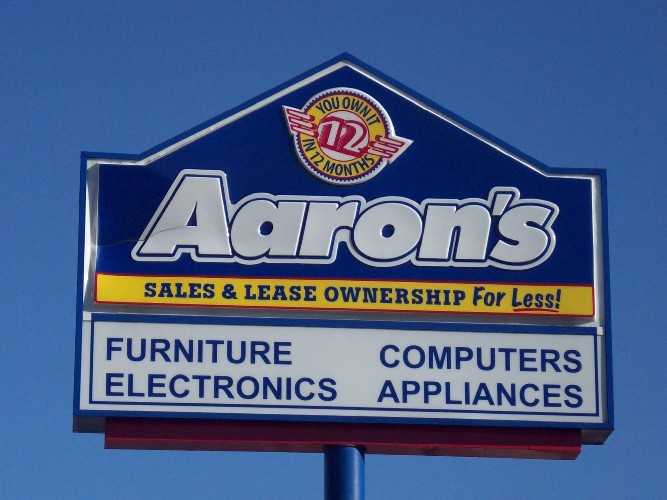 YOU OWN IT
12
IN 12 MONTHS
Aaron's
SALES & LEASE OWNERSHIP For Less!
FURNITURE COMPUTERS
ELECTRONICS APPLIANCES